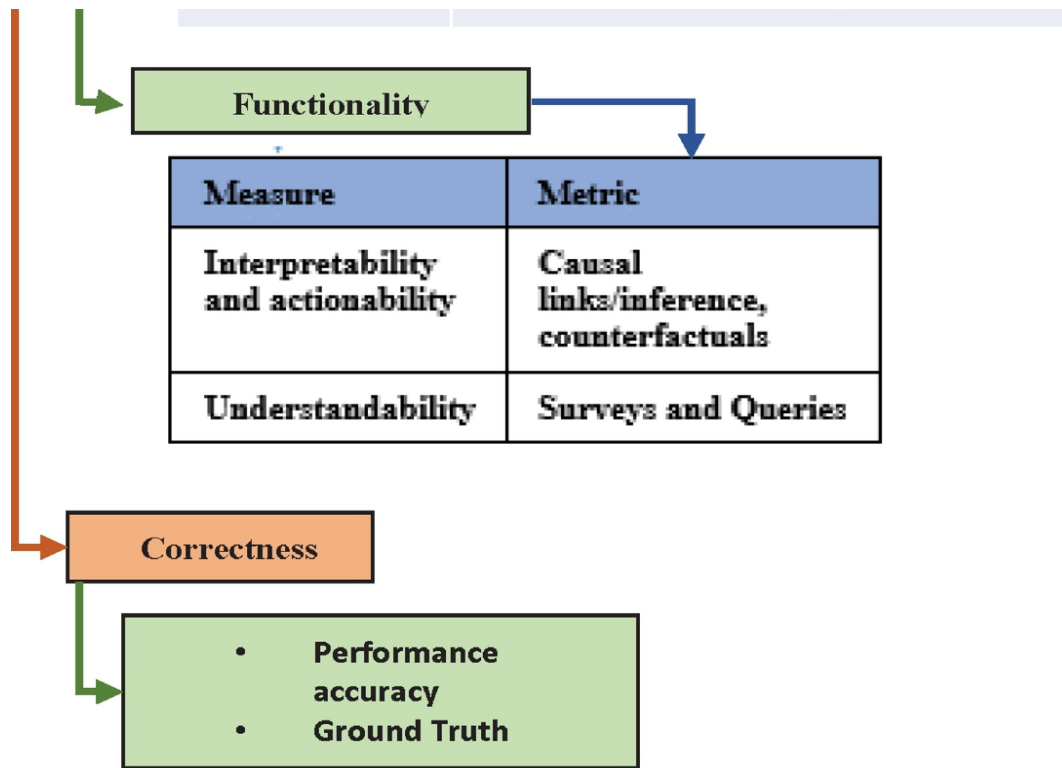 Functionality
Measure
Metric
Interpretability
and actionability
Causal
links/inference,
counterfactuals
Understandability
Surveys and Queries
Correctness
• Performance
accuracy
• Ground Truth